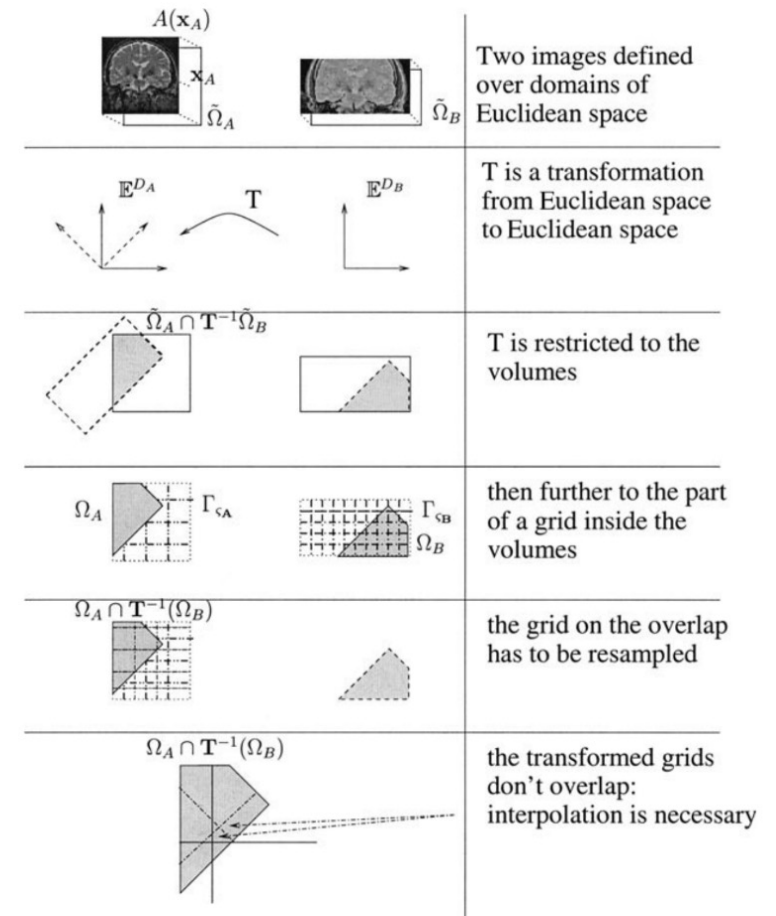 A(x_A)
x_A
Ω̃_A
Ω̃_B
Two images defined
over domains of
Euclidean space
𝔼^{D_A}
T
𝔼^{D_B}
T is a transformation
from Euclidean space
to Euclidean space
Ω̃_A ∩ T⁻¹Ω̃_B
T is restricted to the
volumes
Ω_A
Γ_{ς_A}
Γ_{ς_B}
Ω_B
then further to the part
of a grid inside the
volumes
Ω_A ∩ T⁻¹(Ω_B)
the grid on the overlap
has to be resampled
Ω_A ∩ T⁻¹(Ω_B)
the transformed grids
don't overlap:
interpolation is necessary